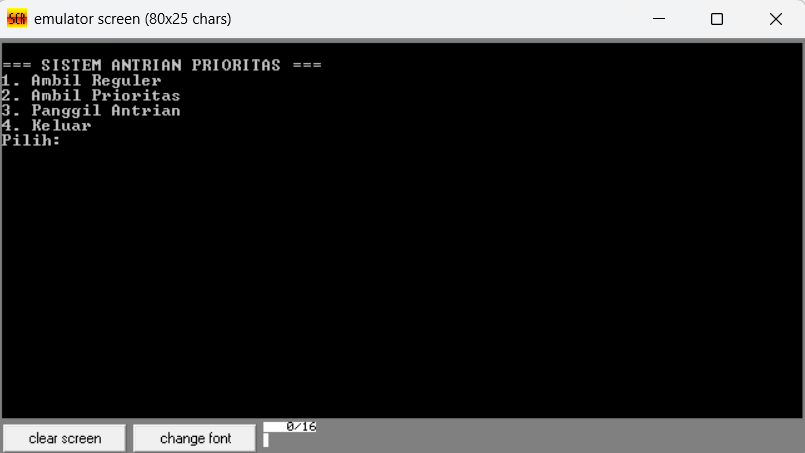 SCR emulator screen (80x25 chars)
=== SISTEM ANTRIAN PRIORITAS ===
1. Ambil Reguler
2. Ambil Prioritas
3. Panggil Antrian
4. Keluar
Pilih:
clear screen change font 0/16